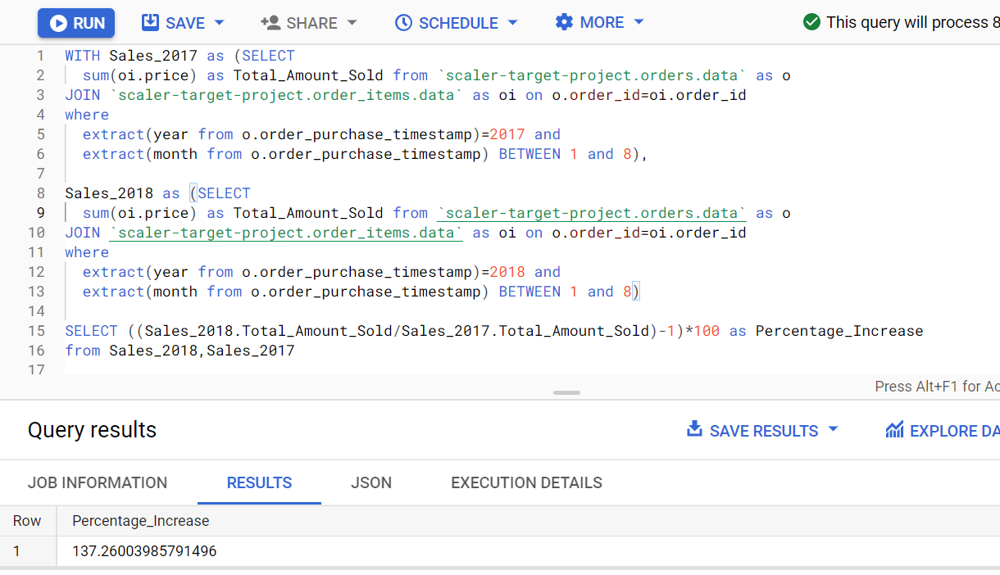 RUN SAVE SHARE SCHEDULE MORE This query will process 8
1 WITH Sales_2017 as (SELECT
2 sum(oi.price) as Total_Amount_Sold from `scaler-target-project.orders.data` as o
3 JOIN `scaler-target-project.order_items.data` as oi on o.order_id=oi.order_id
4 where
5 extract(year from o.order_purchase_timestamp)=2017 and
6 extract(month from o.order_purchase_timestamp) BETWEEN 1 and 8),
7
8 Sales_2018 as (SELECT
9 sum(oi.price) as Total_Amount_Sold from `scaler-target-project.orders.data` as o
10 JOIN `scaler-target-project.order_items.data` as oi on o.order_id=oi.order_id
11 where
12 extract(year from o.order_purchase_timestamp)=2018 and
13 extract(month from o.order_purchase_timestamp) BETWEEN 1 and 8)
14
15 SELECT ((Sales_2018.Total_Amount_Sold/Sales_2017.Total_Amount_Sold)-1)*100 as Percentage_Increase
16 from Sales_2018,Sales_2017
17
Press Alt+F1 for Ac
Query results SAVE RESULTS EXPLORE DA
JOB INFORMATION RESULTS JSON EXECUTION DETAILS
Row Percentage_Increase
1 137.26003985791496